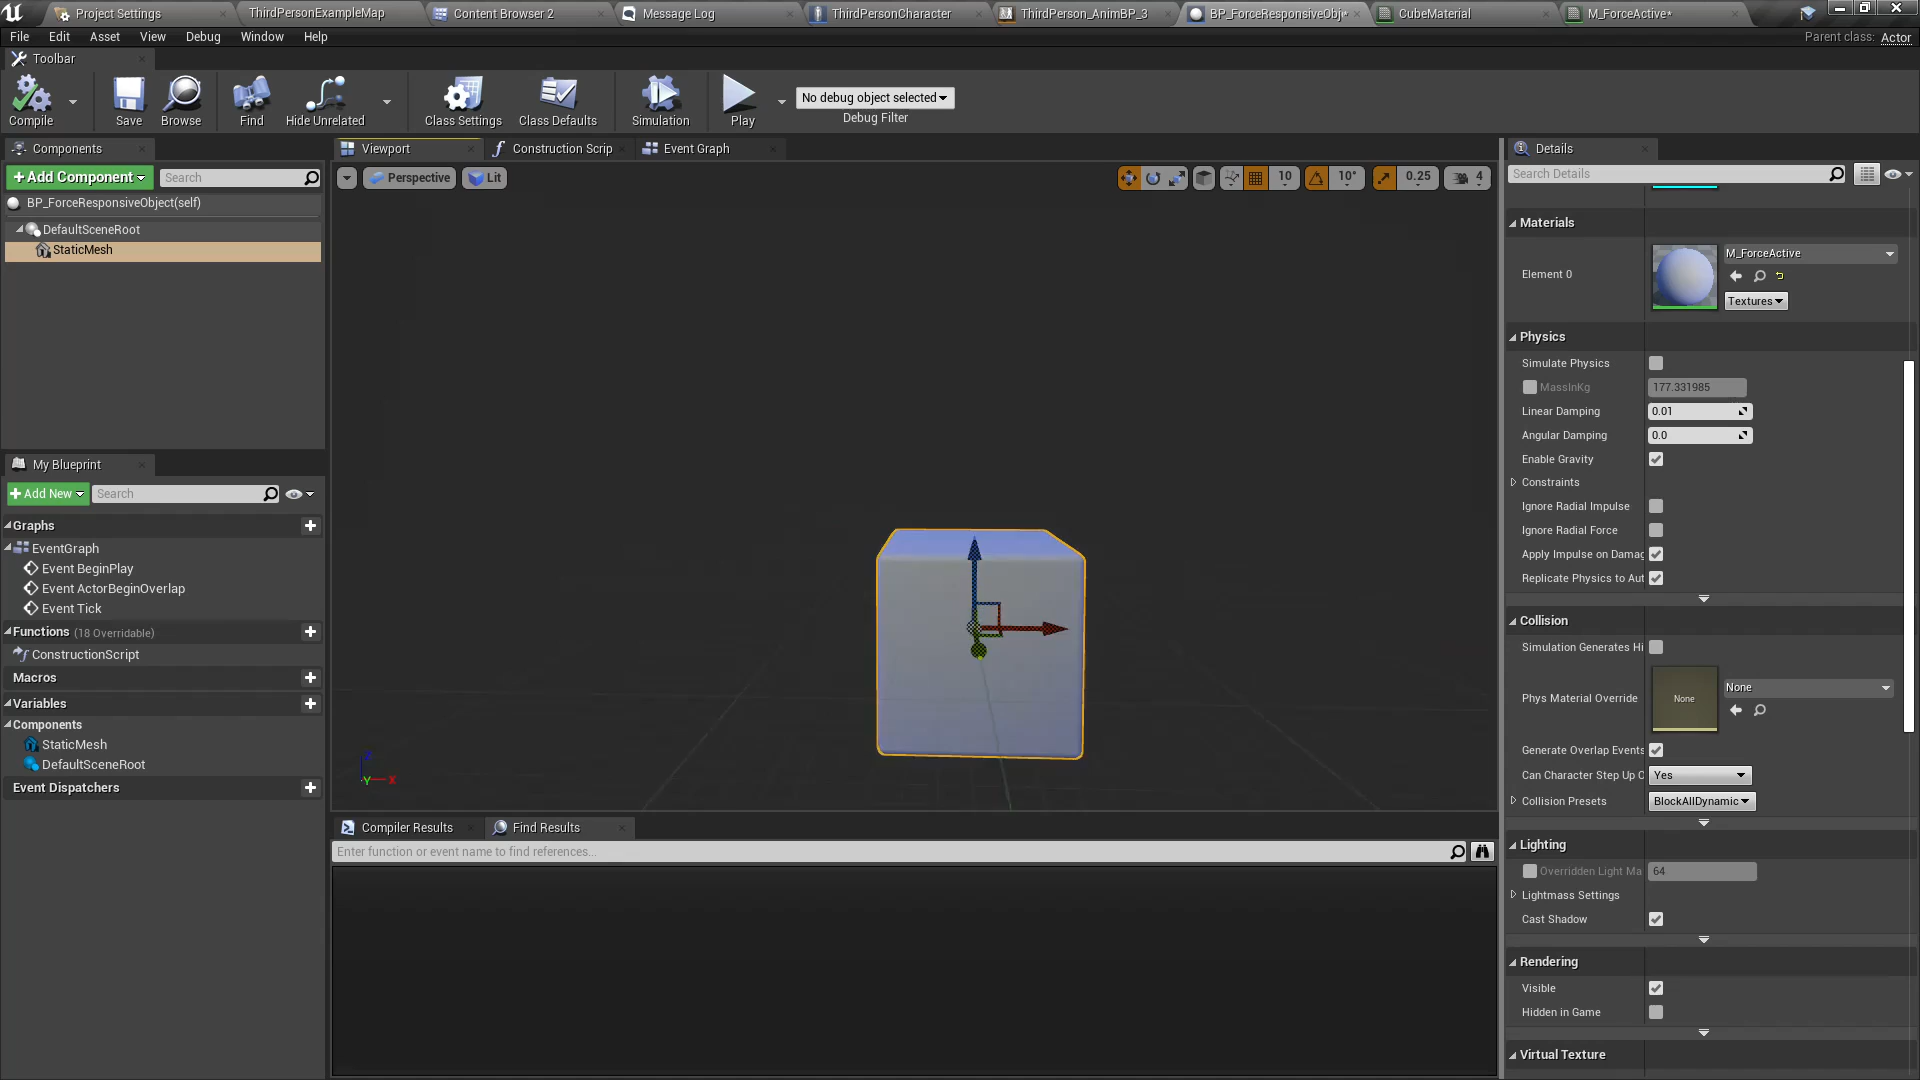 Project Settings
ThirdPersonExampleMap
Content Browser 2
Message Log
ThirdPersonCharacter
ThirdPerson_AnimBP_3
BP_ForceResponsiveObj*
CubeMaterial
M_ForceActive*
File Edit Asset View Debug Window Help
Parent class: Actor
Toolbar
Compile
Save
Browse
Find
Hide Unrelated
Class Settings
Class Defaults
Simulation
Play
No debug object selected
Debug Filter
Components
+Add Component
Search
BP_ForceResponsiveObject(self)
DefaultSceneRoot
StaticMesh
My Blueprint
+Add New
Search
Graphs
EventGraph
Event BeginPlay
Event ActorBeginOverlap
Event Tick
Functions (18 Overridable)
ConstructionScript
Macros
Variables
Components
StaticMesh
DefaultSceneRoot
Event Dispatchers
Viewport
Construction Scrip
Event Graph
Perspective
Lit
10
10°
0.25
4
Z
Y
X
Compiler Results
Find Results
Enter function or event name to find references...
Details
Search Details
Materials
Element 0
M_ForceActive
Textures
Physics
Simulate Physics
MassInKg
177.331985
Linear Damping
0.01
Angular Damping
0.0
Enable Gravity
Constraints
Ignore Radial Impulse
Ignore Radial Force
Apply Impulse on Damag
Replicate Physics to Aut
Collision
Simulation Generates Hi
Phys Material Override
None
None
Generate Overlap Events
Can Character Step Up O
Yes
Collision Presets
BlockAllDynamic
Lighting
Overridden Light Ma
64
Lightmass Settings
Cast Shadow
Rendering
Visible
Hidden in Game
Virtual Texture